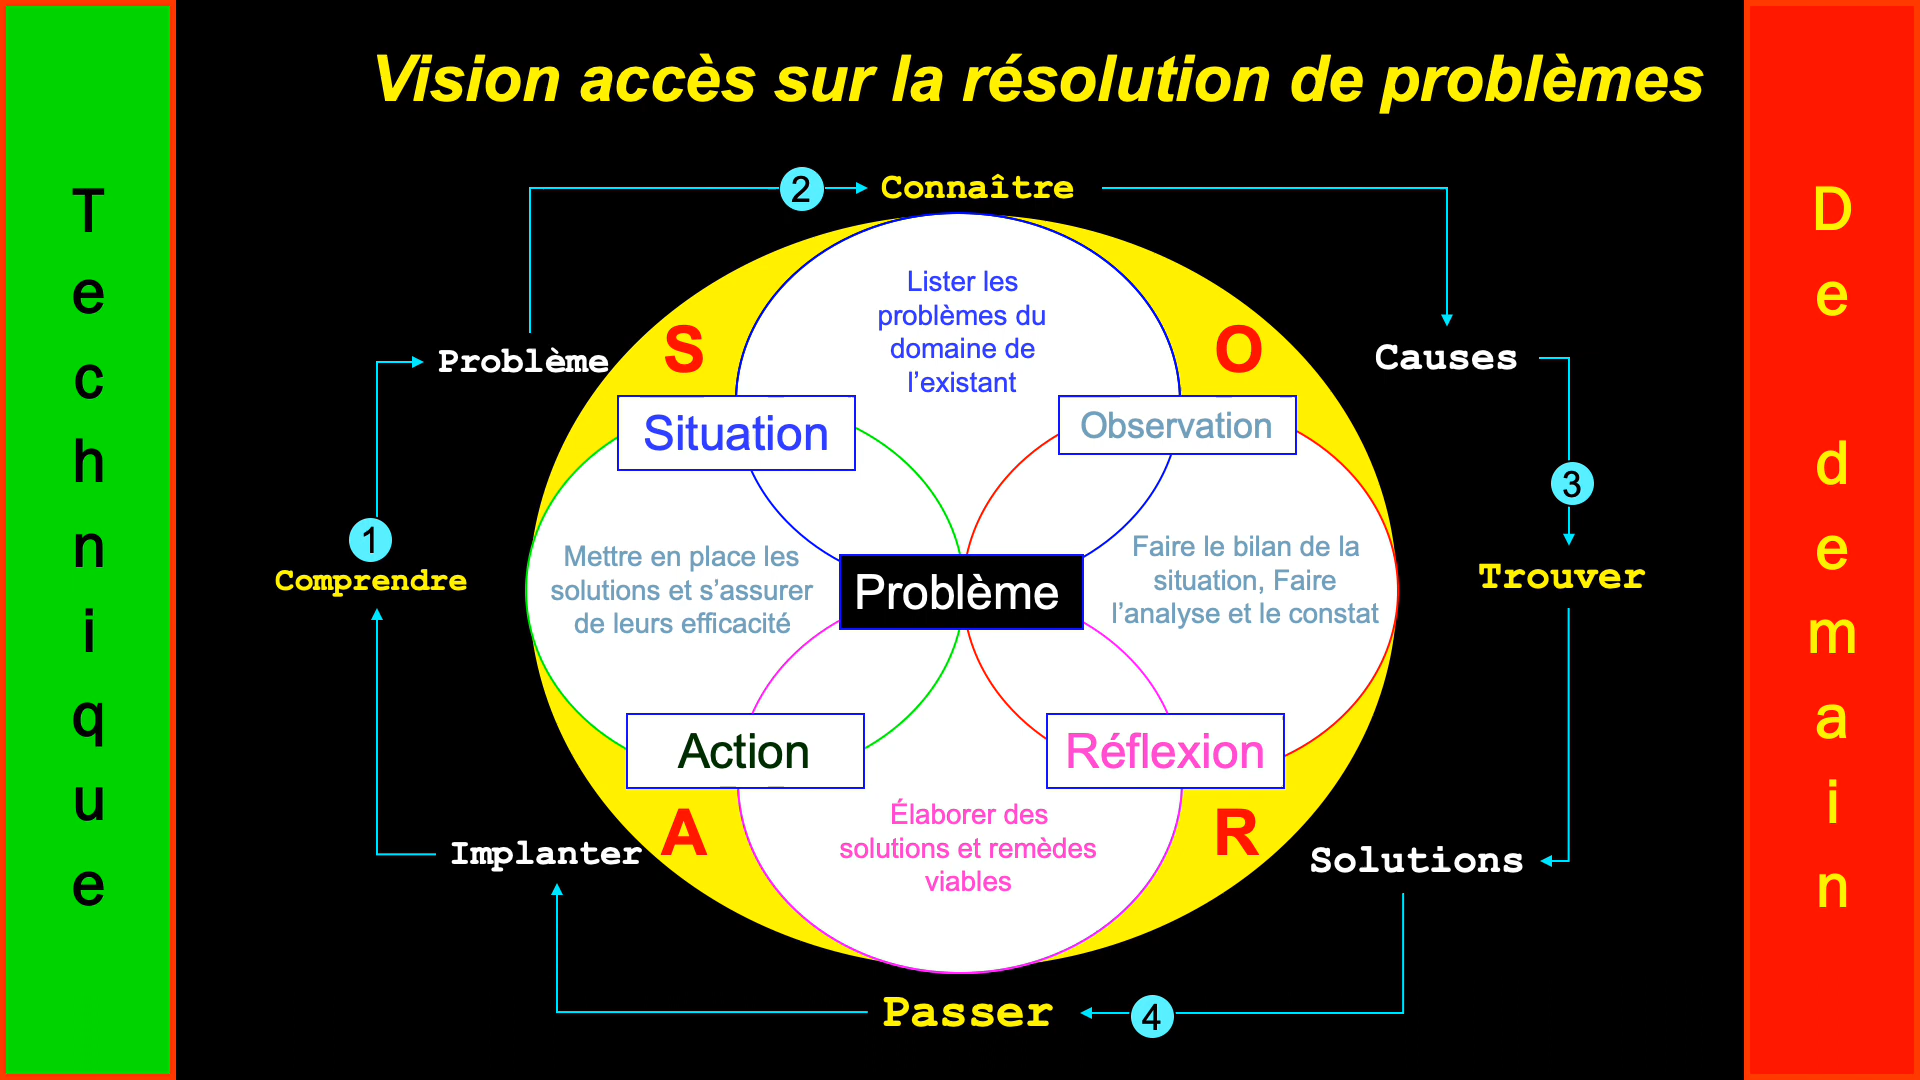 Vision accès sur la résolution de problèmes
Technique
De demain
2
Connaître
Lister les
problèmes du
domaine de
l’existant
S
O
Problème
Causes
Situation
Observation
3
1
Comprendre
Mettre en place les
solutions et s’assurer
de leurs efficacité
Problème
Faire le bilan de la
situation, Faire
l’analyse et le constat
Trouver
Action
Réflexion
A
R
Élaborer des
solutions et remèdes
viables
Implanter
Solutions
Passer
4